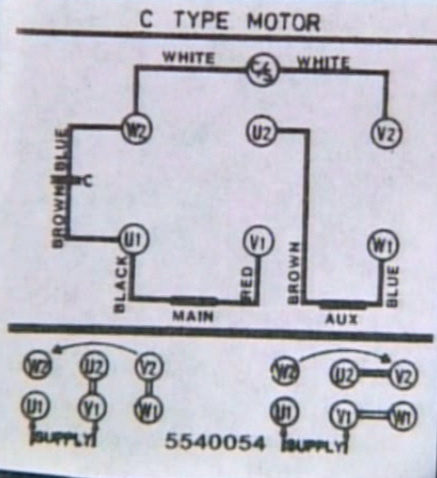 C TYPE MOTOR
WHITE
C/S
WHITE
W2
U2
V2
BLUE
C
BROWN
U1
V1
W1
BLACK
RED
BROWN
BLUE
MAIN
AUX
W2
U2
V2
W2
U2
V2
U1
V1
W1
U1
V1
W1
SUPPLY
5540054
SUPPLY